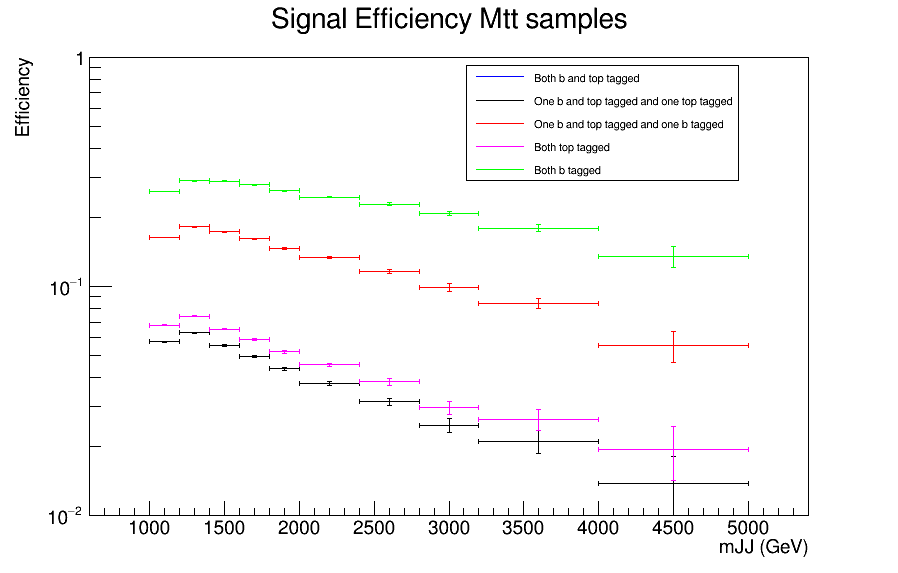 Signal Efficiency Mtt samples
Efficiency
1
10⁻¹
10⁻²
Both b and top tagged
One b and top tagged and one top tagged
One b and top tagged and one b tagged
Both top tagged
Both b tagged
1000 1500 2000 2500 3000 3500 4000 4500 5000
mJJ (GeV)